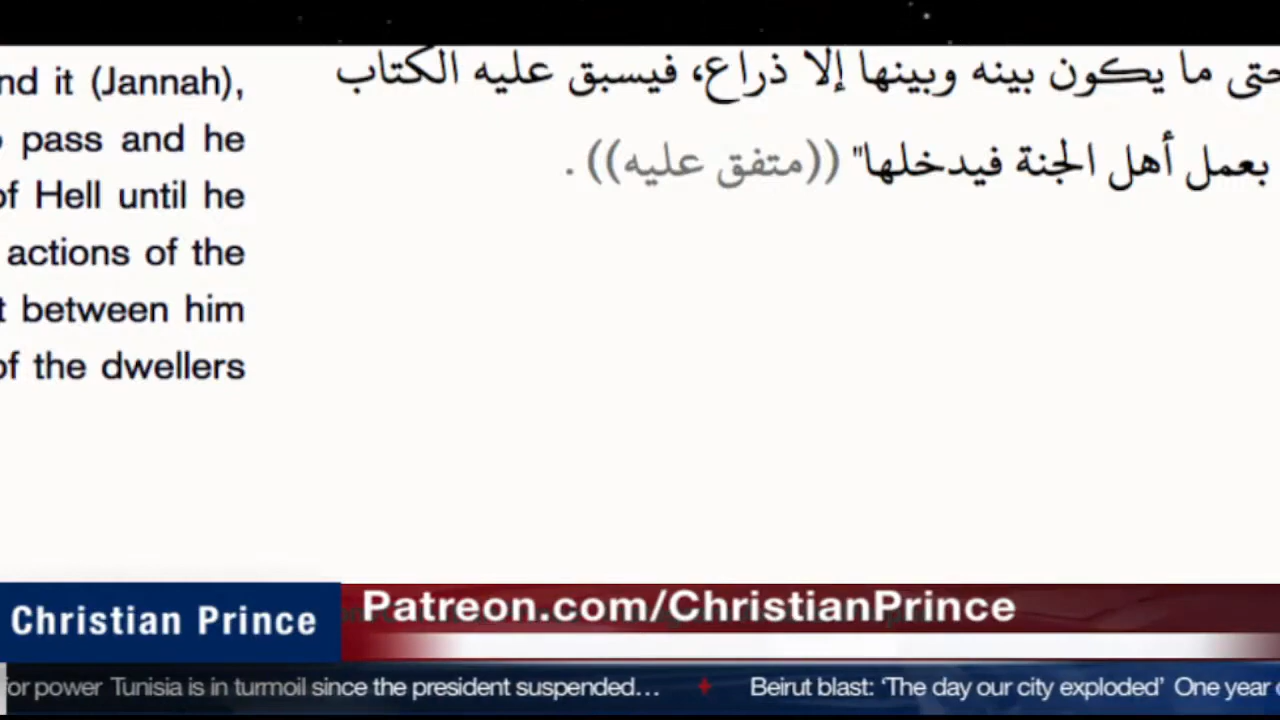 nd it (Jannah),
pass and he
of Hell until he
actions of the
t between him
of the dwellers
حتى ما يكون بينه وبينها إلا ذراع، فيسبق عليه الكتاب
بعمل أهل الجنة فيدخلها" ((متفق عليه)) .
Christian Prince
Patreon.com/ChristianPrince
for power Tunisia is in turmoil since the president suspended... Beirut blast: 'The day our city exploded' One year